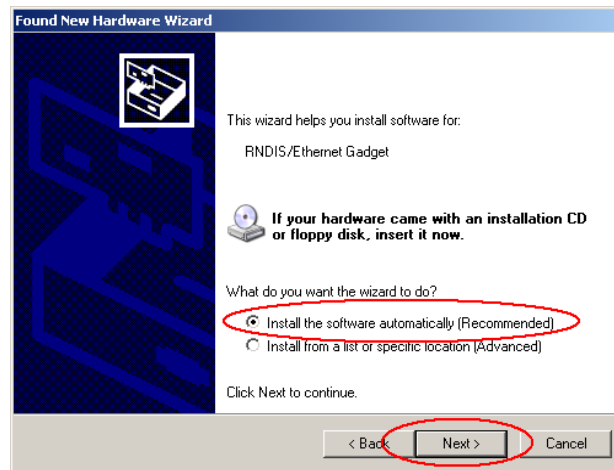 Found New Hardware Wizard
This wizard helps you install software for:
RNDIS/Ethernet Gadget
If your hardware came with an installation CD
or floppy disk, insert it now.
What do you want the wizard to do?
Install the software automatically (Recommended)
Install from a list or specific location (Advanced)
Click Next to continue.
< Back Next > Cancel